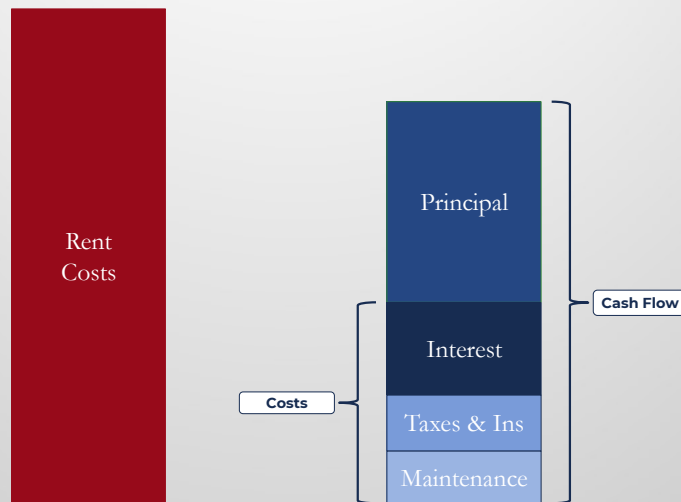 Rent
Costs
Principal
Interest
Taxes & Ins
Maintenance
Costs
Cash Flow